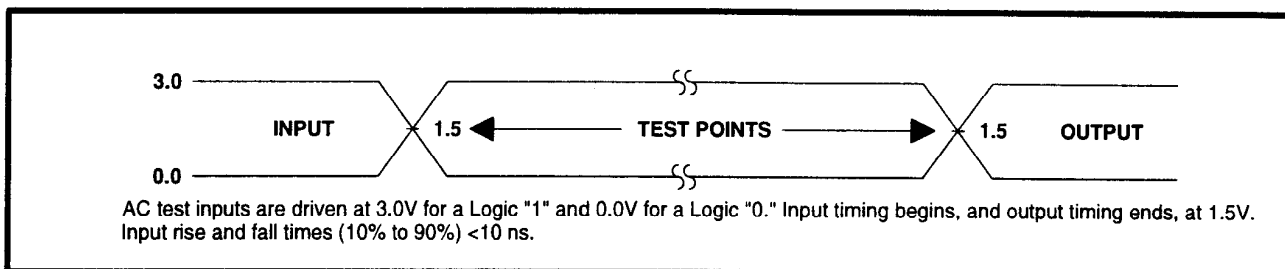 3.0
INPUT 1.5 TEST POINTS 1.5 OUTPUT
0.0
AC test inputs are driven at 3.0V for a Logic "1" and 0.0V for a Logic "0." Input timing begins, and output timing ends, at 1.5V.
Input rise and fall times (10% to 90%) <10 ns.